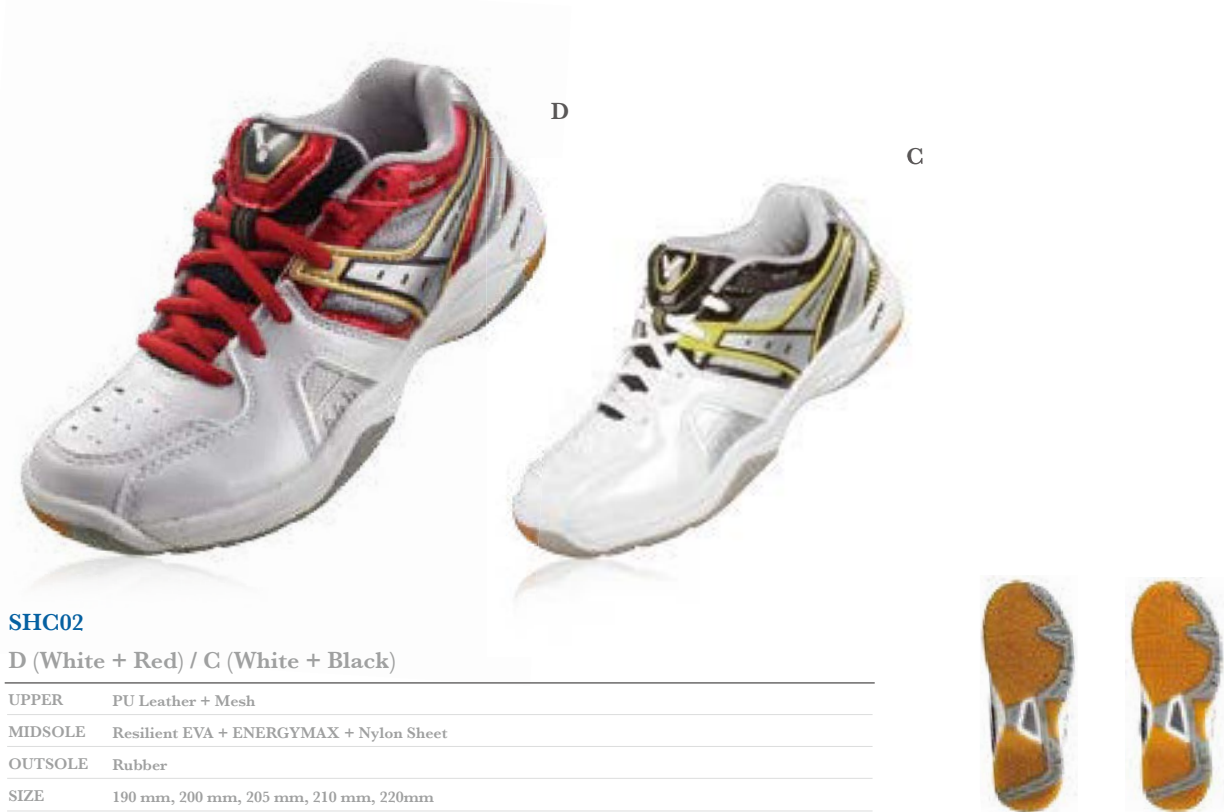 D
C
SHC02
D (White + Red) / C (White + Black)
UPPER PU Leather + Mesh
MIDSOLE Resilient EVA + ENERGYMAX + Nylon Sheet
OUTSOLE Rubber
SIZE 190 mm, 200 mm, 205 mm, 210 mm, 220mm